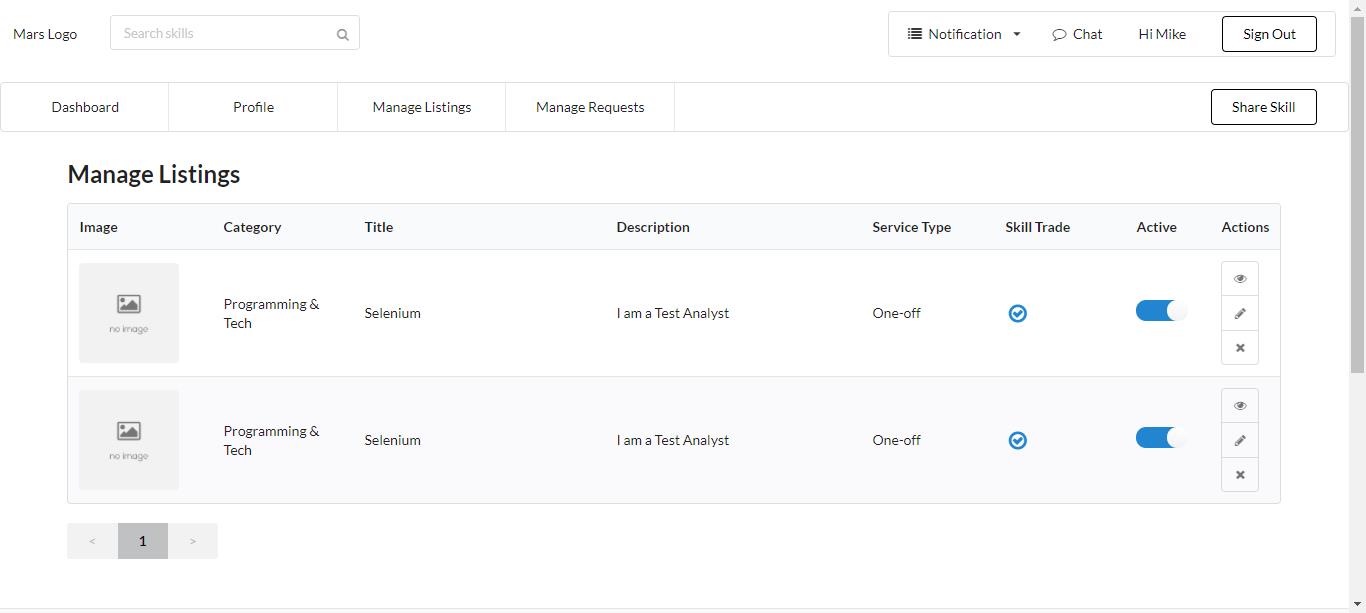 Mars Logo
Search skills
Notification
Chat
Hi Mike
Sign Out
Dashboard
Profile
Manage Listings
Manage Requests
Share Skill
Manage Listings
Image
Category
Title
Description
Service Type
Skill Trade
Active
Actions
no image
Programming &
Tech
Selenium
I am a Test Analyst
One-off
no image
Programming &
Tech
Selenium
I am a Test Analyst
One-off
< 1 >